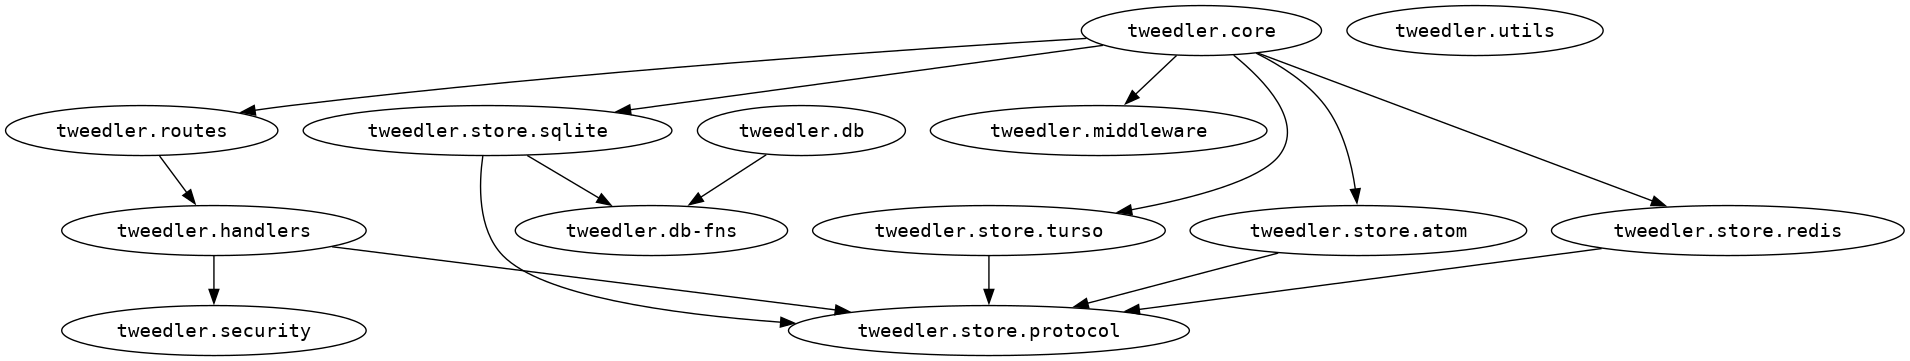 tweedler.core
tweedler.utils
tweedler.routes
tweedler.store.sqlite
tweedler.db
tweedler.middleware
tweedler.handlers
tweedler.db-fns
tweedler.store.turso
tweedler.store.atom
tweedler.store.redis
tweedler.security
tweedler.store.protocol